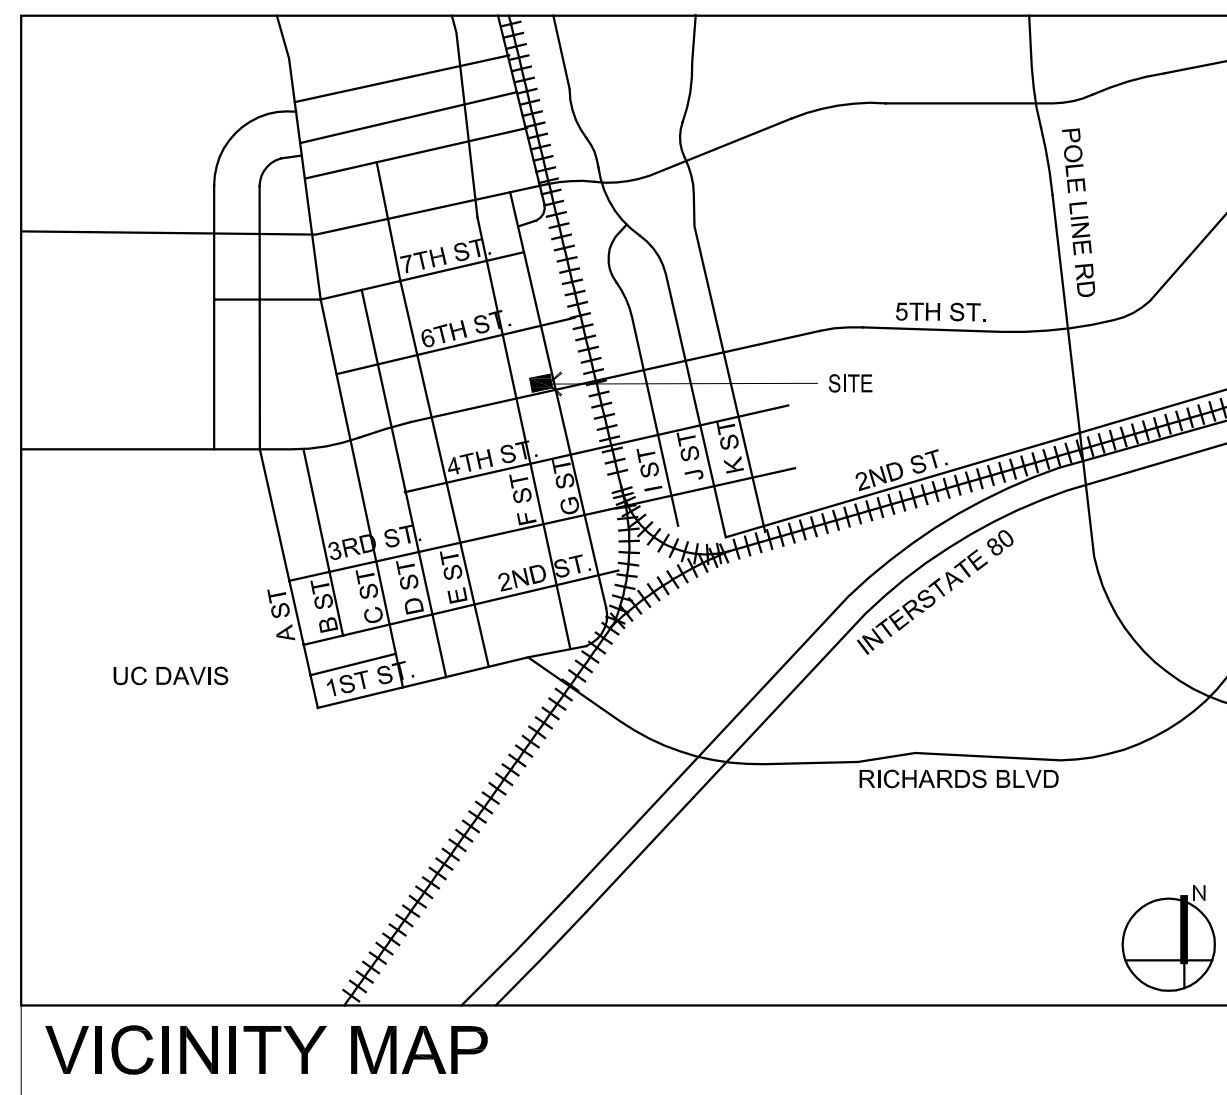 POLE LINE RD
7TH ST.
5TH ST.
6TH ST.
SITE
4TH ST.
F ST
G ST
I ST
J ST
K ST
2ND ST.
3RD ST.
2ND ST.
A ST
B ST
C ST
D ST
E ST
INTERSTATE 80
UC DAVIS
1ST ST.
RICHARDS BLVD
N
VICINITY MAP